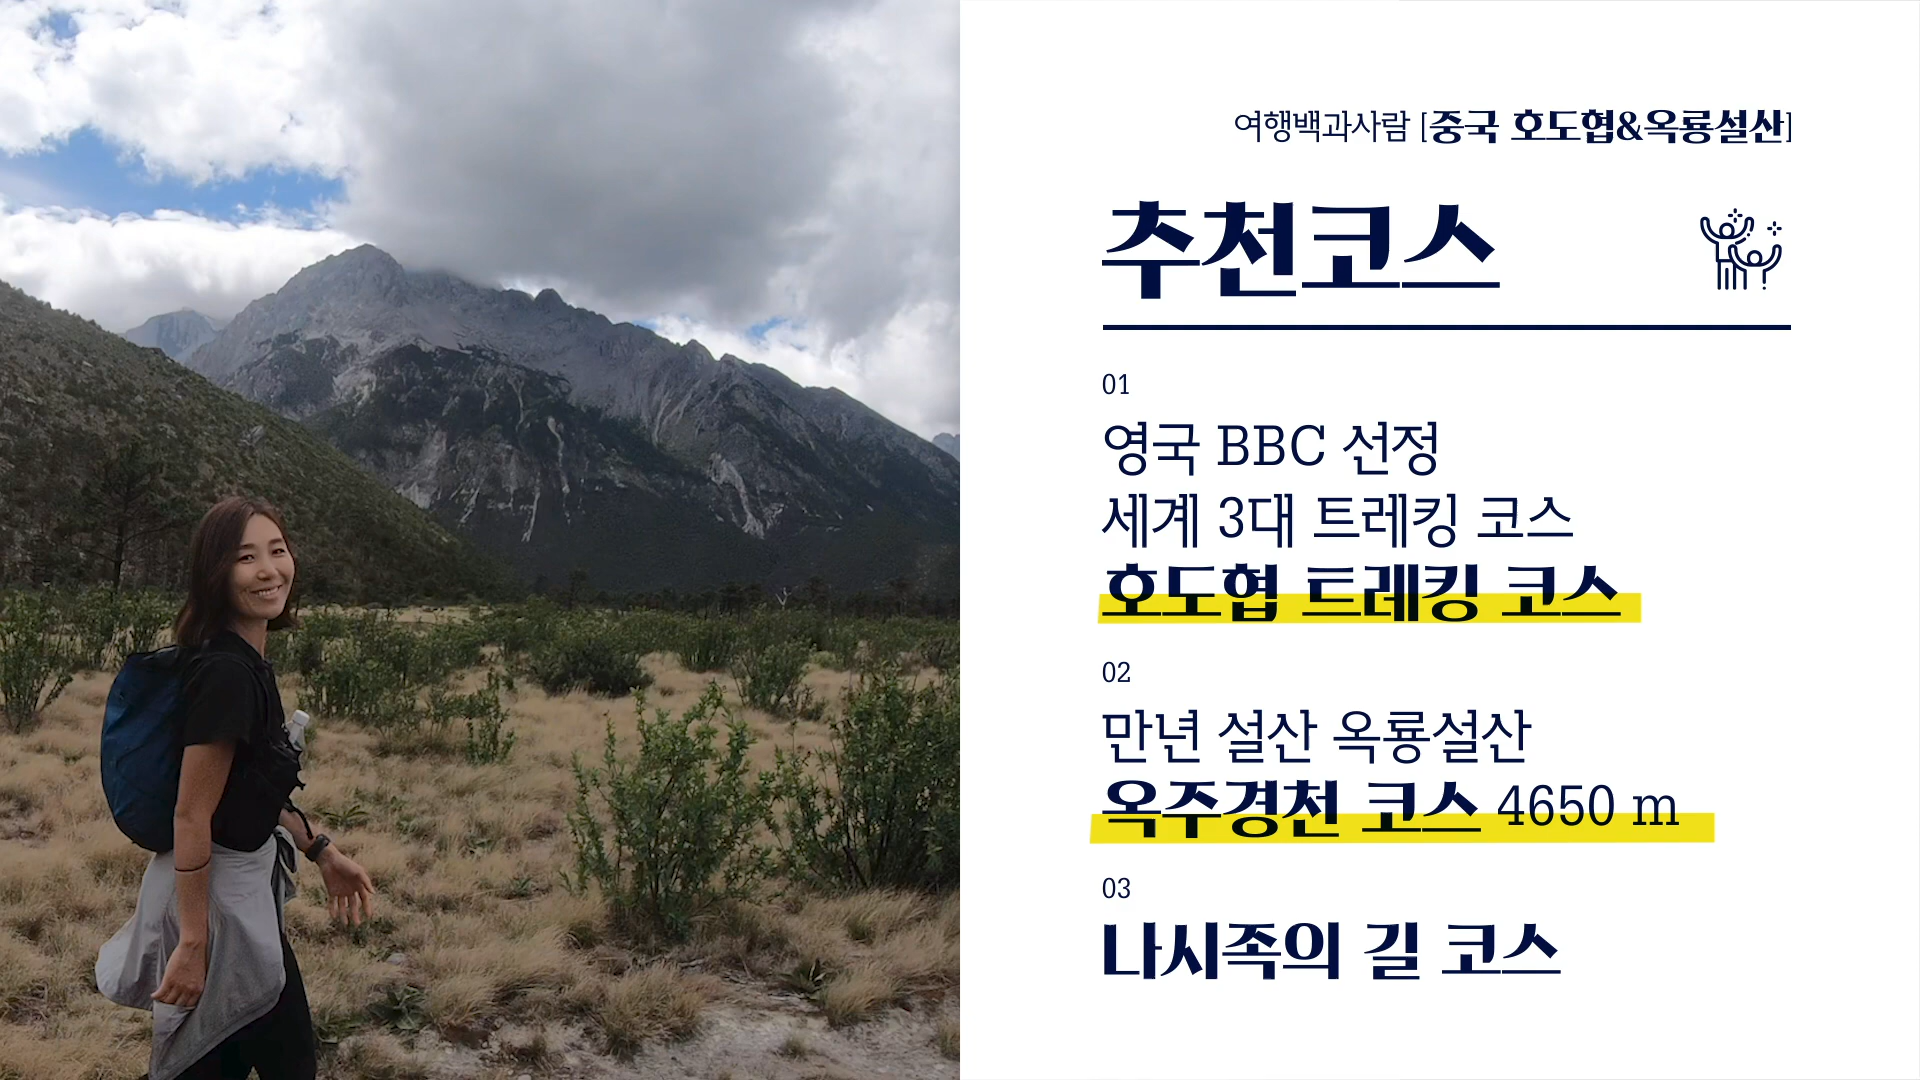 여행백과사람 [중국 호도협&옥룡설산]
추천코스
01
영국 BBC 선정
세계 3대 트레킹 코스
호도협 트레킹 코스
02
만년 설산 옥룡설산
옥주경천 코스 4650 m
03
나시족의 길 코스